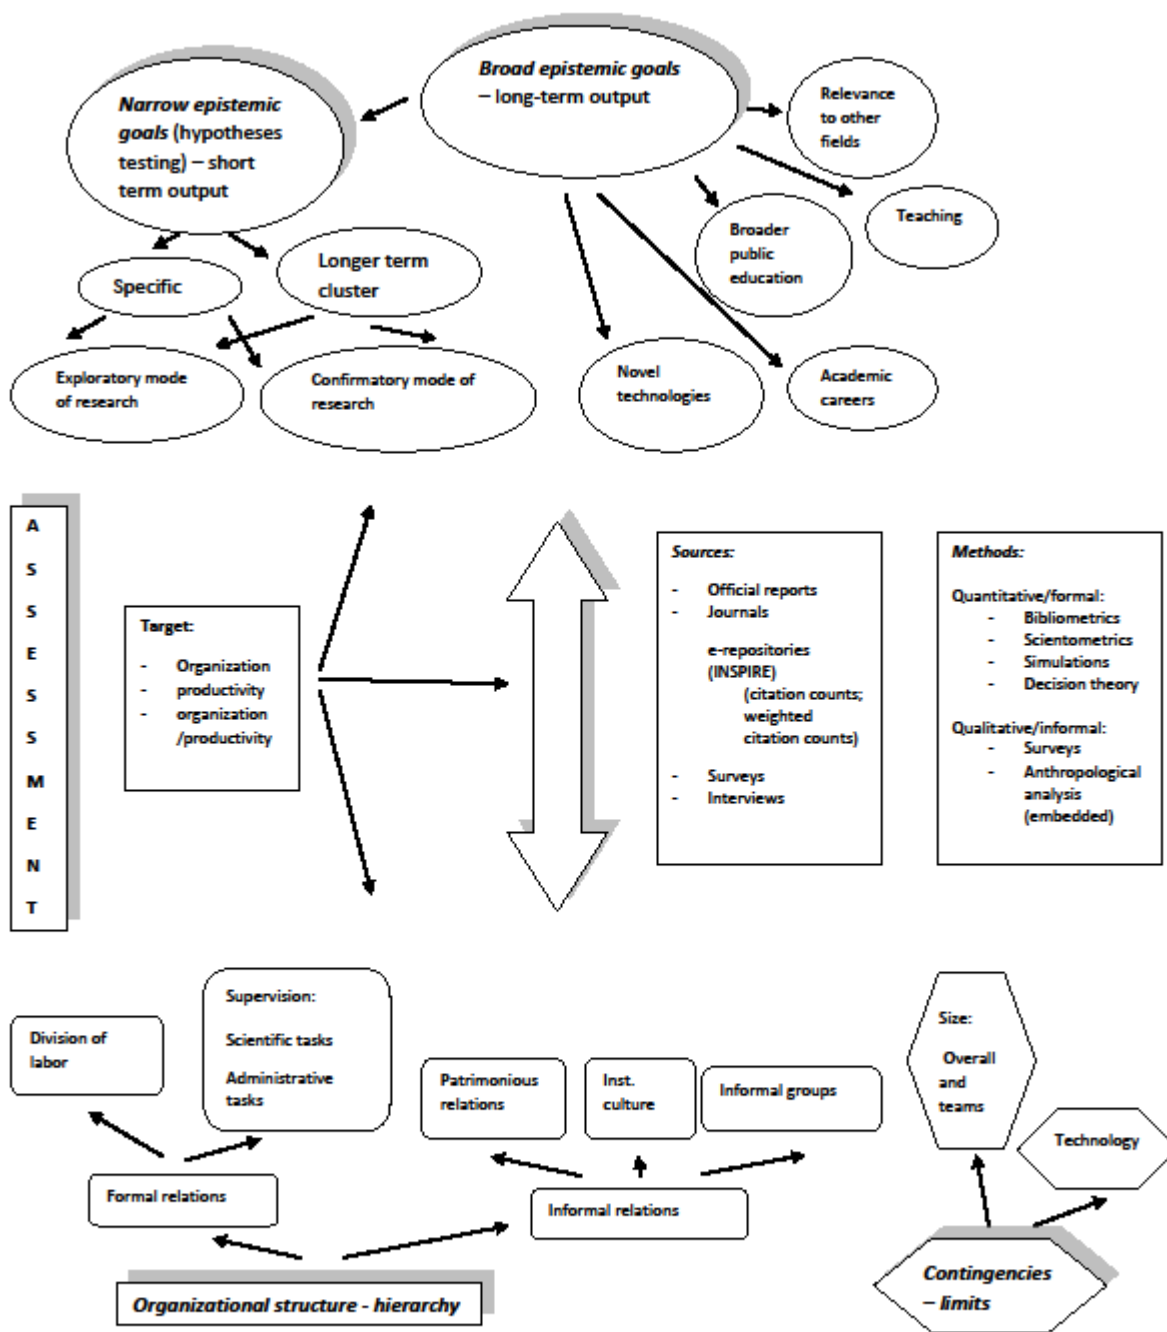 Broad epistemic goals
– long-term output
Narrow epistemic
goals (hypotheses
testing) – short
term output
Relevance
to other
fields
Teaching
Broader
public
education
Specific
Longer term
cluster
Exploratory mode
of research
Confirmatory mode of
research
Novel
technologies
Academic
careers
A
S
S
E
S
S
M
E
N
T
Target:
- Organization
- productivity
- organization
/productivity
Sources:
- Official reports
- Journals
e-repositories
(INSPIRE)
(citation counts;
weighted
citation counts)
- Surveys
- Interviews
Methods:
Quantitative/formal:
- Bibliometrics
- Scientometrics
- Simulations
- Decision theory
Qualitative/informal:
- Surveys
- Anthropological
analysis
(embedded)
Division of
labor
Supervision:
Scientific tasks
Administrative
tasks
Patrimonious
relations
Inst.
culture
Informal groups
Size:
Overall
and
teams
Technology
Formal relations
Informal relations
Organizational structure - hierarchy
Contingencies
– limits